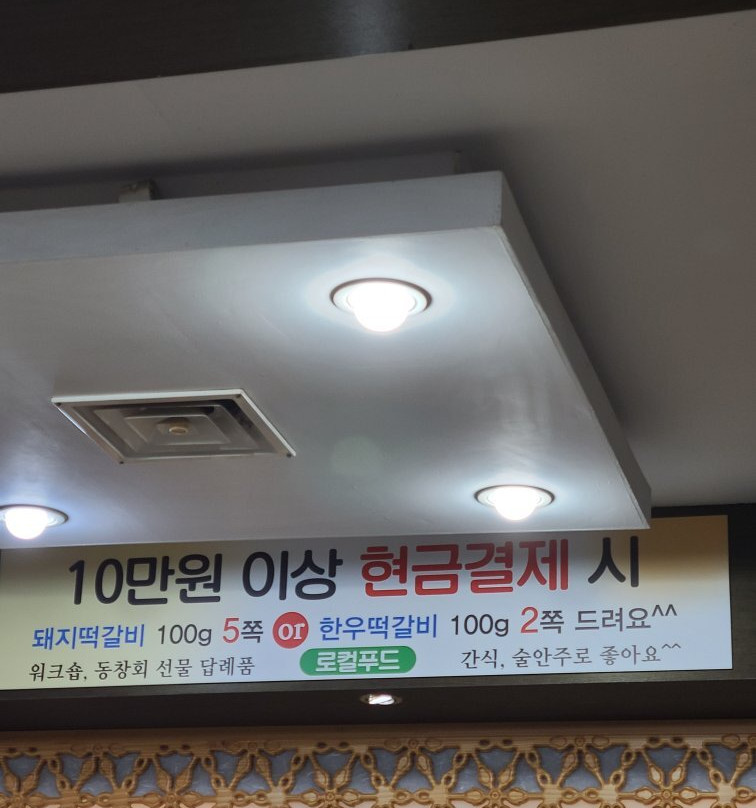 10만원 이상 현금결제 시
돼지떡갈비 100g 5쪽 or 한우떡갈비 100g 2쪽 드려요^^
워크숍, 동창회 선물 답례품 로컬푸드 간식, 술안주로 좋아요^^